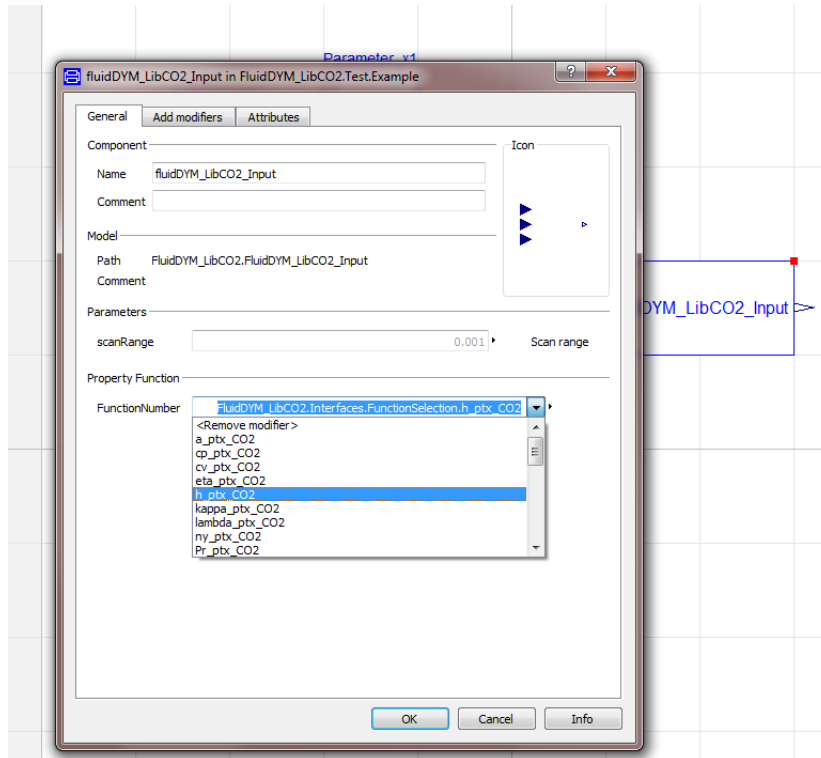 Parameter_x1
fluidDYM_LibCO2_Input in FluidDYM_LibCO2.Test.Example
General Add modifiers Attributes
Component Icon
Name fluidDYM_LibCO2_Input
Comment
Model
Path FluidDYM_LibCO2.FluidDYM_LibCO2_Input
Comment
DYM_LibCO2_Input
Parameters
scanRange 0.001 Scan range
Property Function
FunctionNumber FluidDYM_LibCO2.Interfaces.FunctionSelection.h_ptx_CO2
<Remove modifier>
a_ptx_CO2
cp_ptx_CO2
cv_ptx_CO2
eta_ptx_CO2
h_ptx_CO2
kappa_ptx_CO2
lambda_ptx_CO2
ny_ptx_CO2
Pr_ptx_CO2
OK Cancel Info